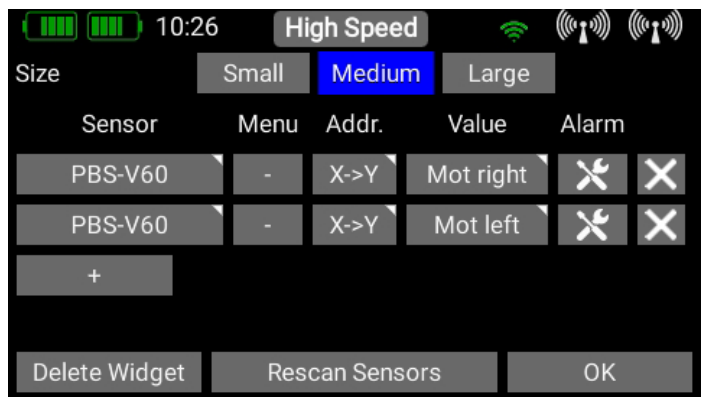 10:26 High Speed
Size Small Medium Large
Sensor Menu Addr. Value Alarm
PBS-V60 - X->Y Mot right
PBS-V60 - X->Y Mot left
+
Delete Widget Rescan Sensors OK